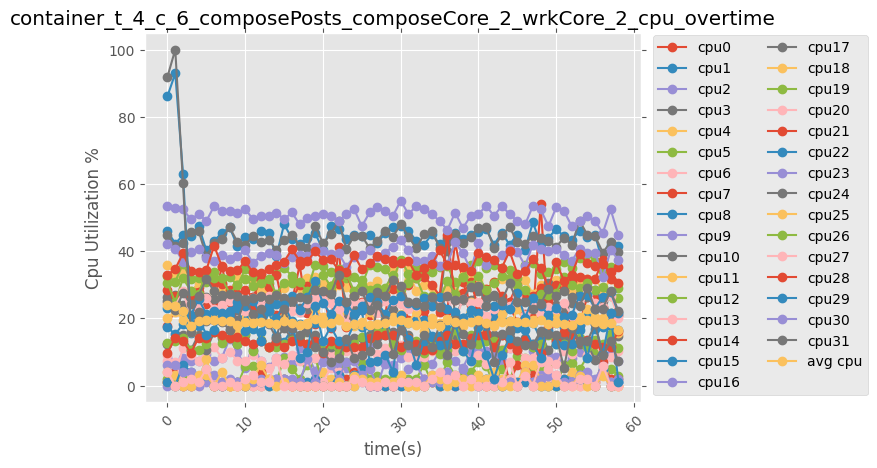 container_t_4_c_6_composePosts_composeCore_2_wrkCore_2_cpu_overtime
100
80
60
40
20
0
Cpu Utilization %
0
10
20
30
40
50
60
time(s)
cpu0
cpu1
cpu2
cpu3
cpu4
cpu5
cpu6
cpu7
cpu8
cpu9
cpu10
cpu11
cpu12
cpu13
cpu14
cpu15
cpu16
cpu17
cpu18
cpu19
cpu20
cpu21
cpu22
cpu23
cpu24
cpu25
cpu26
cpu27
cpu28
cpu29
cpu30
cpu31
avg cpu